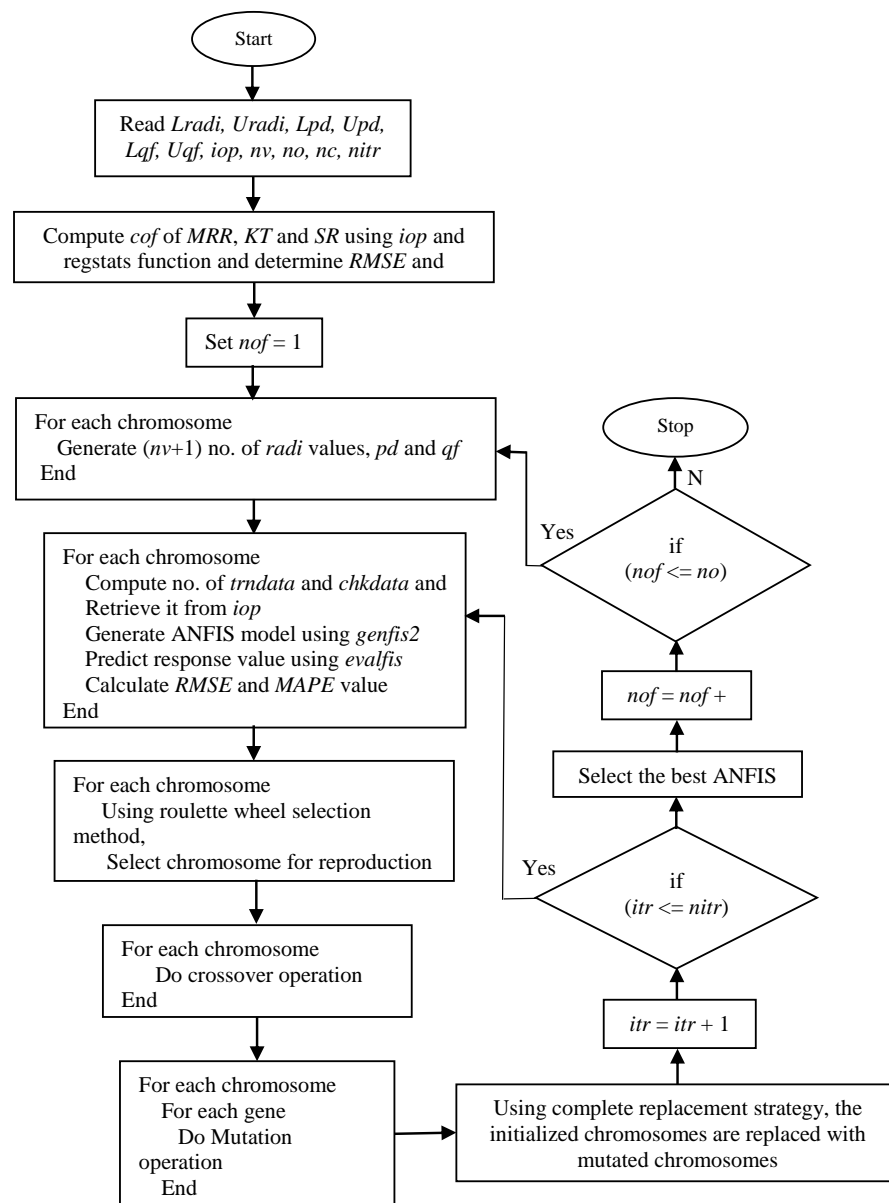 Start
Read Lradi, Uradi, Lpd, Upd,
Lqf, Uqf, iop, nv, no, nc, nitr
Compute cof of MRR, KT and SR using iop and
regstats function and determine RMSE and
Set nof = 1
For each chromosome
Generate (nv+1) no. of radi values, pd and qf
End
For each chromosome
Compute no. of trndata and chkdata and
Retrieve it from iop
Generate ANFIS model using genfis2
Predict response value using evalfis
Calculate RMSE and MAPE value
End
For each chromosome
Using roulette wheel selection
method,
Select chromosome for reproduction
For each chromosome
Do crossover operation
End
For each chromosome
For each gene
Do Mutation
operation
End
Using complete replacement strategy, the
initialized chromosomes are replaced with
mutated chromosomes
itr = itr + 1
if
(itr <= nitr)
Yes
Select the best ANFIS
nof = nof +
if
(nof <= no)
Yes
N
Stop